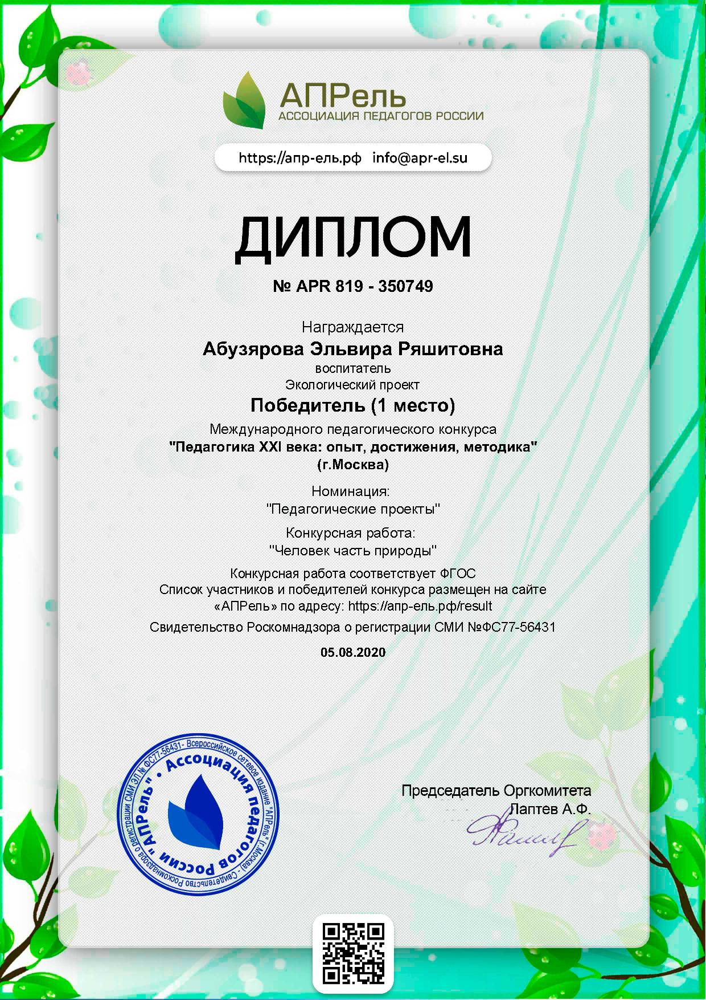 АПРель
АССОЦИАЦИЯ ПЕДАГОГОВ РОССИИ
https://апр-ель.рф info@apr-el.su
ДИПЛОМ
№ APR 819 - 350749
Награждается
Абузярова Эльвира Ряшитовна
воспитатель
Экологический проект
Победитель (1 место)
Международного педагогического конкурса
"Педагогика XXI века: опыт, достижения, методика"
(г.Москва)
Номинация:
"Педагогические проекты"
Конкурсная работа:
"Человек часть природы"
Конкурсная работа соответствует ФГОС
Список участников и победителей конкурса размещен на сайте
«АПРель» по адресу: https://апр-ель.рф/result
Свидетельство Роскомнадзора о регистрации СМИ №ФС77-56431
05.08.2020
Всероссийское сетевое издание "АПРель" (г.Москва) - Свидетельство Роскомнадзора о регистрации СМИ ЭЛ № ФС77-56431-
Ассоциация педагогов России "АПРель" •
Председатель Оргкомитета
Лаптев А.Ф.